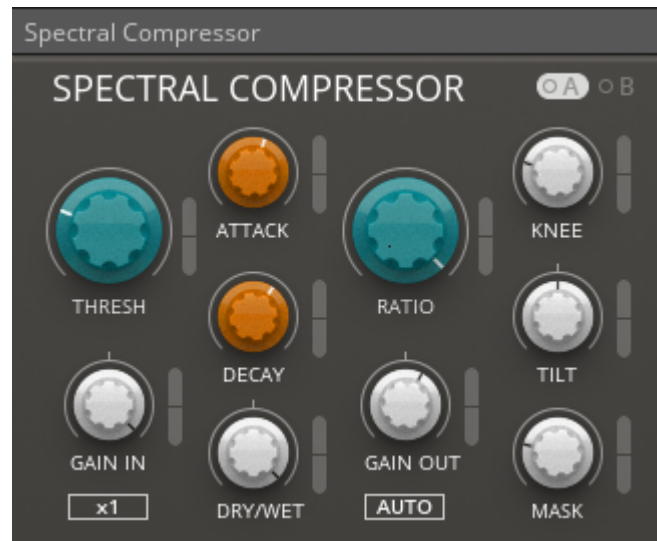 Spectral Compressor
SPECTRAL COMPRESSOR
A B
THRESH
ATTACK
RATIO
KNEE
DECAY
TILT
GAIN IN
x1
DRY/WET
GAIN OUT
AUTO
MASK